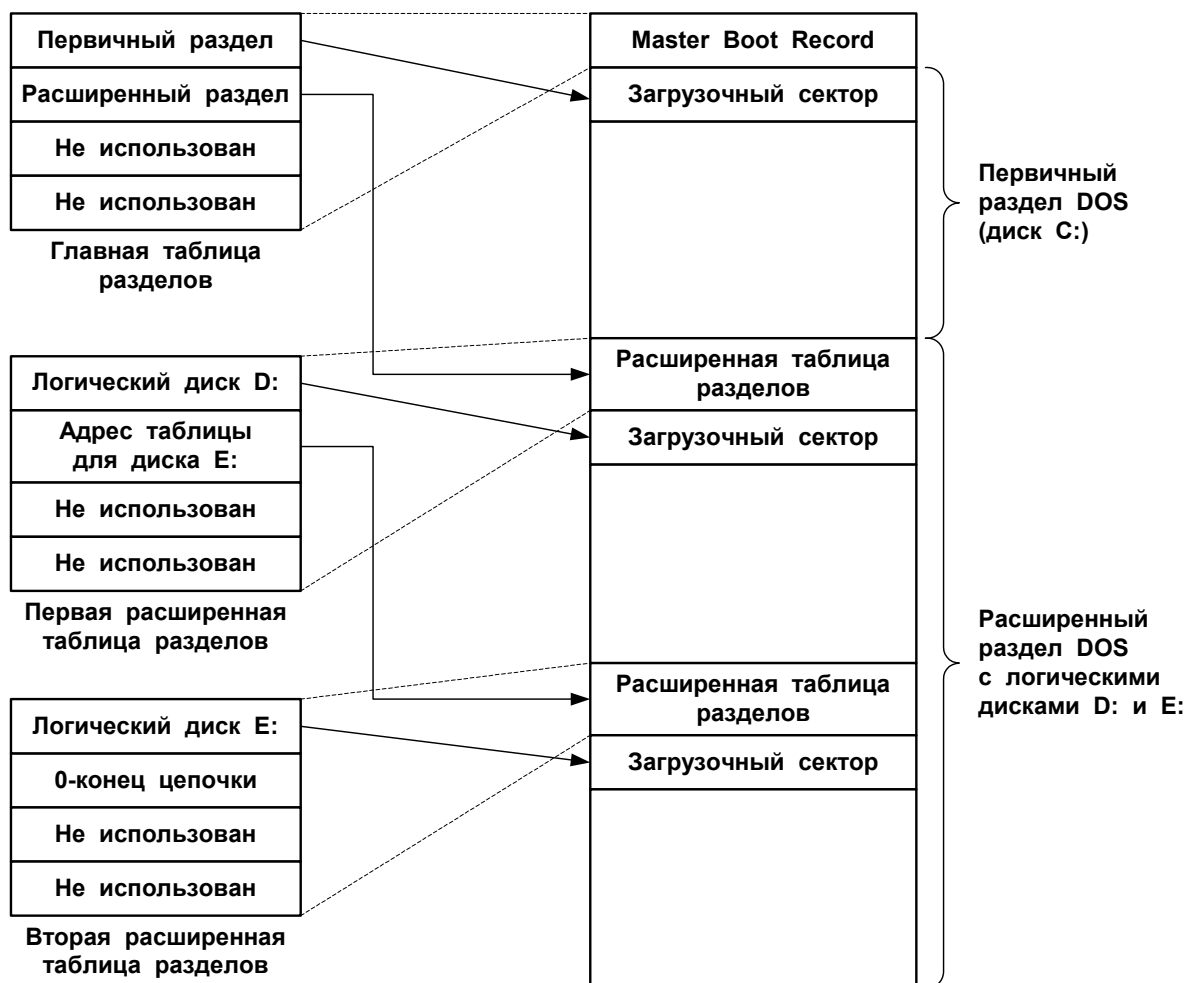 Первичный раздел
Расширенный раздел
Не использован
Не использован
Главная таблица
разделов
Логический диск D:
Адрес таблицы
для диска E:
Не использован
Не использован
Первая расширенная
таблица разделов
Логический диск E:
0-конец цепочки
Не использован
Не использован
Вторая расширенная
таблица разделов
Master Boot Record
Загрузочный сектор
Расширенная таблица
разделов
Загрузочный сектор
Расширенная таблица
разделов
Загрузочный сектор
Первичный
раздел DOS
(диск C:)
Расширенный
раздел DOS
с логическими
дисками D: и E: